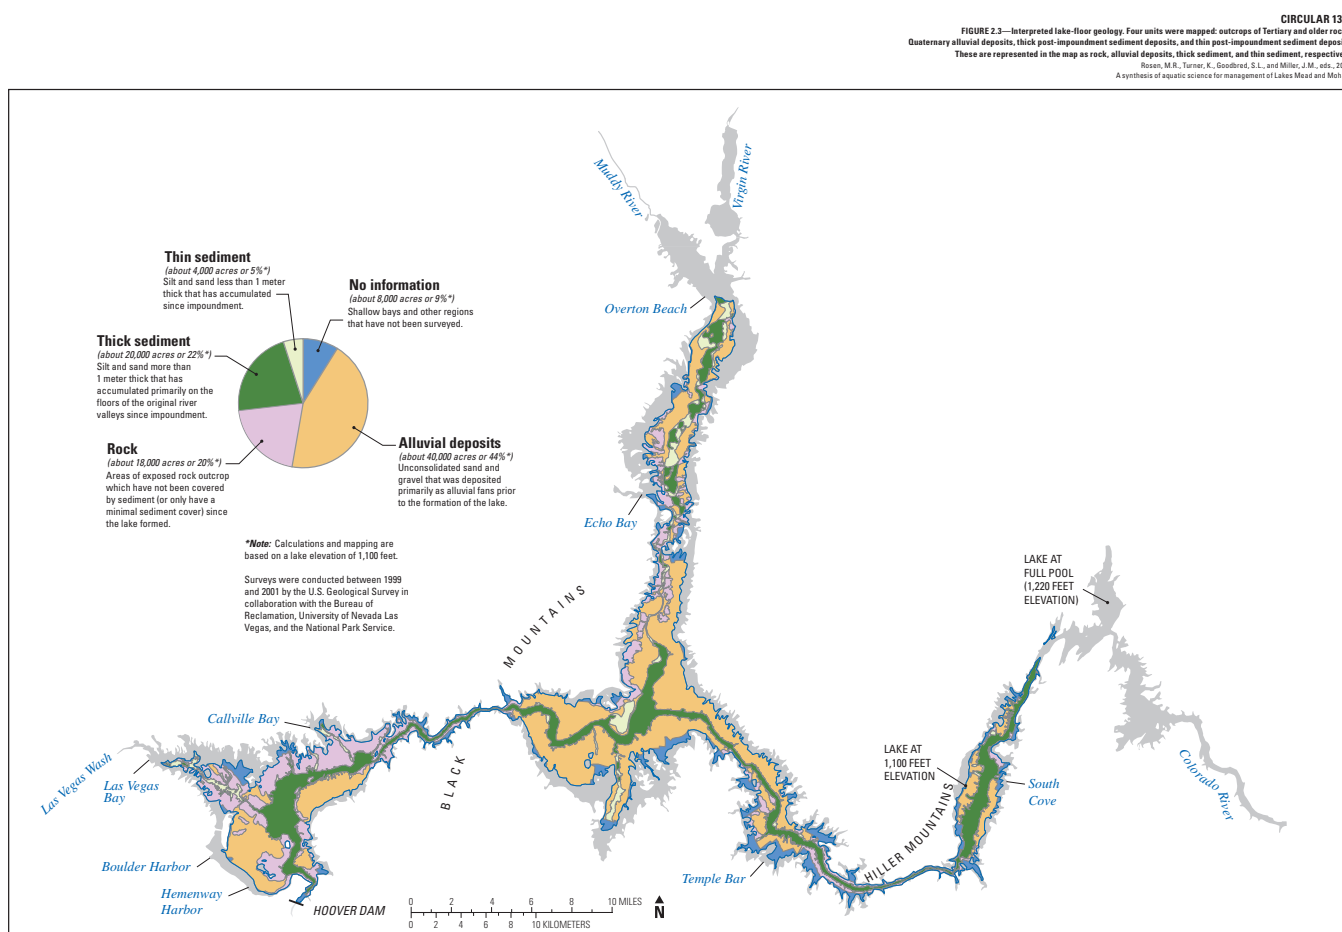 CIRCULAR 13
FIGURE 2.3—Interpreted lake-floor geology. Four units were mapped: outcrops of Tertiary and older roc
Quaternary alluvial deposits, thick post-impoundment sediment deposits, and thin post-impoundment sediment deposi
These are represented in the map as rock, alluvial deposits, thick sediment, and thin sediment, respective
Rosen, M.R., Turner, K., Goodbred, S.L., and Miller, J.M., eds., 20
A synthesis of aquatic science for management of Lakes Mead and Moh
Muddy River
Virgin River
Overton Beach
Thin sediment
(about 4,000 acres or 5%*)
Silt and sand less than 1 meter
thick that has accumulated
since impoundment.
No information
(about 8,000 acres or 9%*)
Shallow bays and other regions
that have not been surveyed.
Thick sediment
(about 20,000 acres or 22%*)
Silt and sand more than
1 meter thick that has
accumulated primarily on the
floors of the original river
valleys since impoundment.
Rock
(about 18,000 acres or 20%*)
Areas of exposed rock outcrop
which have not been covered
by sediment (or only have a
minimal sediment cover) since
the lake formed.
Alluvial deposits
(about 40,000 acres or 44%*)
Unconsolidated sand and
gravel that was deposited
primarily as alluvial fans prior
to the formation of the lake.
*Note: Calculations and mapping are
based on a lake elevation of 1,100 feet.
Surveys were conducted between 1999
and 2001 by the U.S. Geological Survey in
collaboration with the Bureau of
Reclamation, University of Nevada Las
Vegas, and the National Park Service.
Echo Bay
LAKE AT
FULL POOL
(1,220 FEET
ELEVATION)
BLACK MOUNTAINS
Callville Bay
Las Vegas Wash
Las Vegas
Bay
LAKE AT
1,100 FEET
ELEVATION
South
Cove
Colorado River
HILLER MOUNTAINS
Boulder Harbor
Temple Bar
Hemenway
Harbor
HOOVER DAM
0 2 4 6 8 10 MILES
0 2 4 6 8 10 KILOMETERS
N